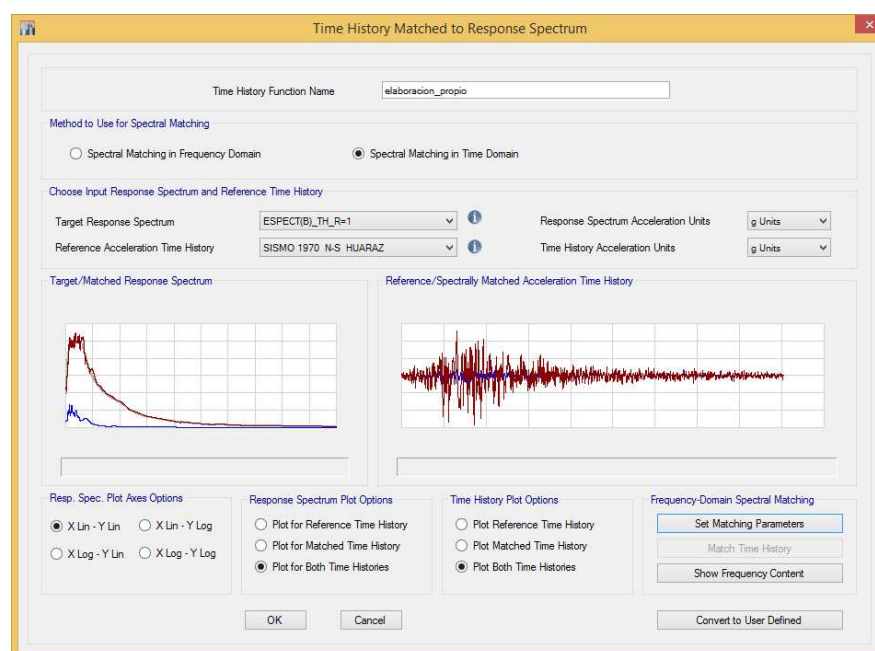 Time History Matched to Response Spectrum
Time History Function Name elaboracion_propio
Method to Use for Spectral Matching
Spectral Matching in Frequency Domain Spectral Matching in Time Domain
Choose Input Response Spectrum and Reference Time History
Target Response Spectrum ESPECT(B)_TH_R=1 Response Spectrum Acceleration Units g Units
Reference Acceleration Time History SISMO 1970 N-S HUARAZ Time History Acceleration Units g Units
Target/Matched Response Spectrum Reference/Spectrally Matched Acceleration Time History
Resp. Spec. Plot Axes Options
X Lin - Y Lin X Lin - Y Log
X Log - Y Lin X Log - Y Log
Response Spectrum Plot Options
Plot for Reference Time History
Plot for Matched Time History
Plot for Both Time Histories
Time History Plot Options
Plot Reference Time History
Plot Matched Time History
Plot Both Time Histories
Frequency-Domain Spectral Matching
Set Matching Parameters
Match Time History
Show Frequency Content
OK Cancel Convert to User Defined